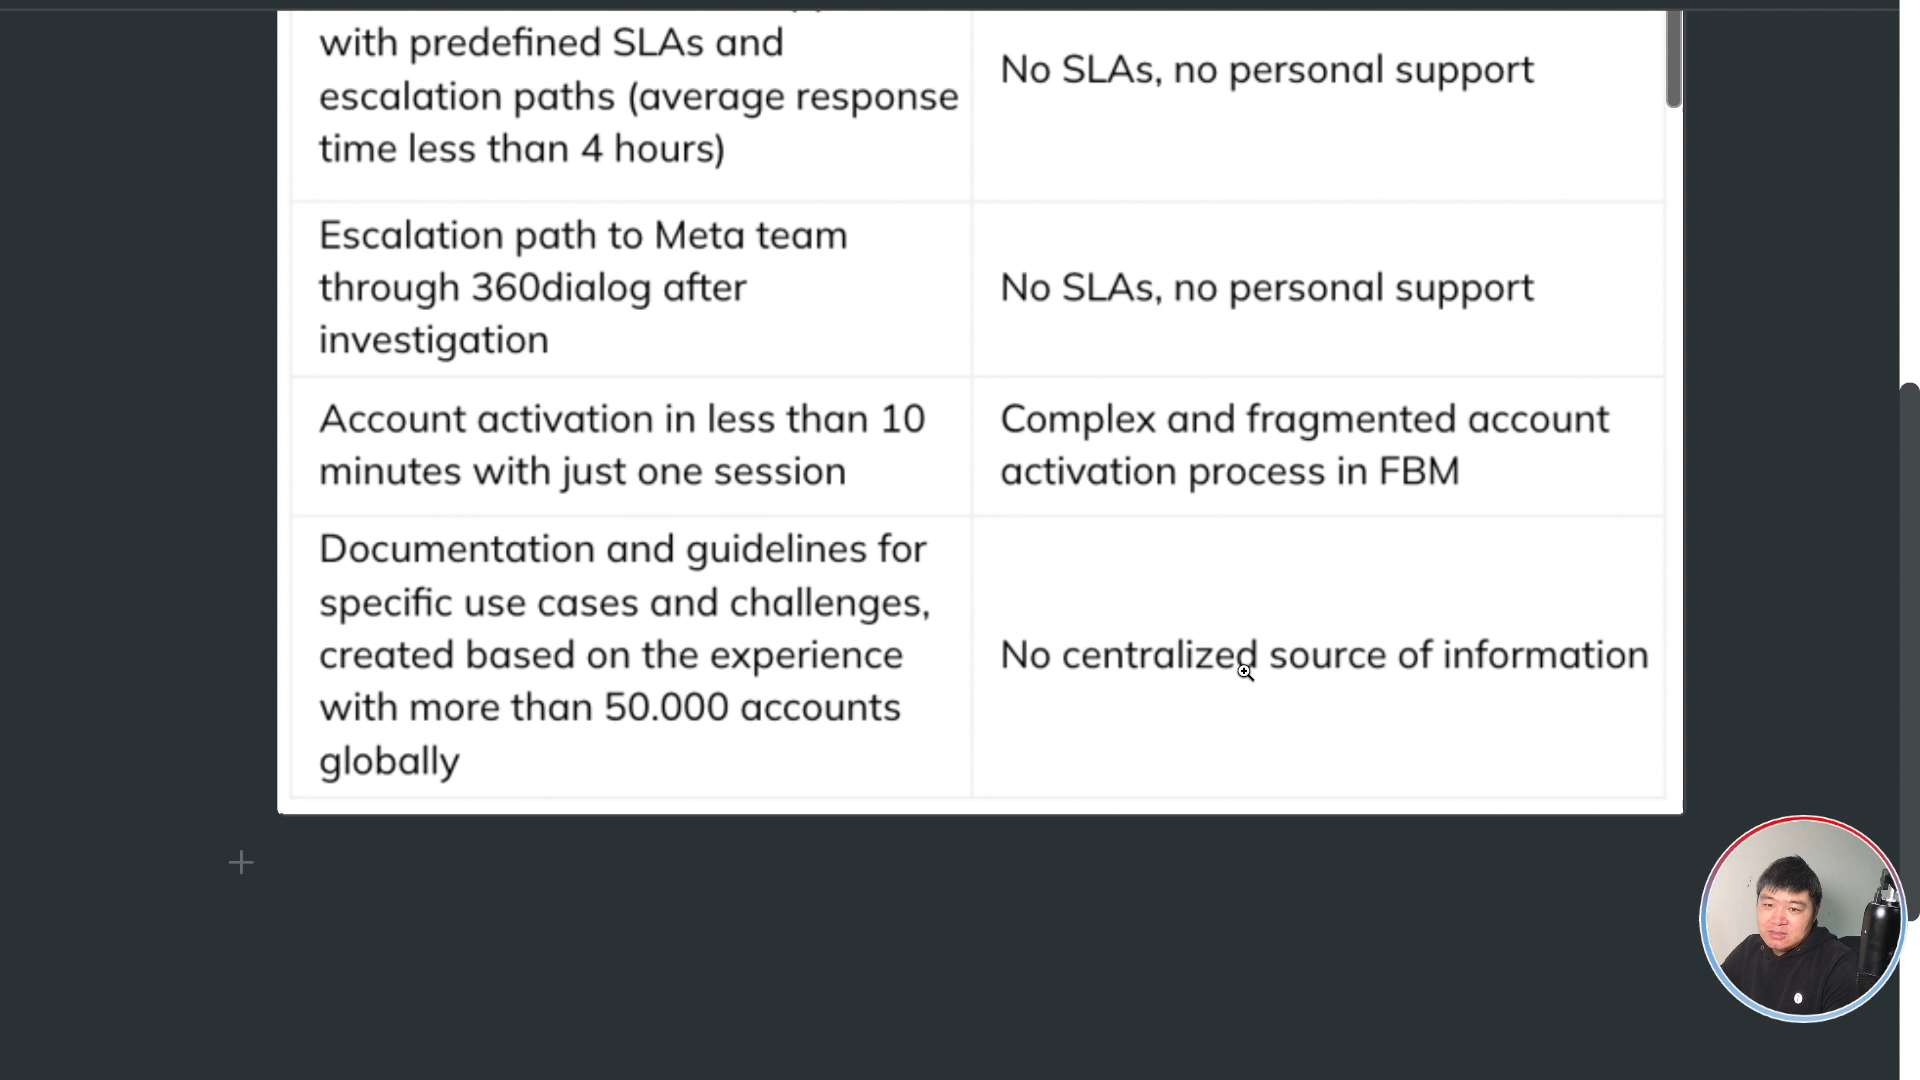 with predefined SLAs and
escalation paths (average response
time less than 4 hours)
No SLAs, no personal support
Escalation path to Meta team
through 360dialog after
investigation
No SLAs, no personal support
Account activation in less than 10
minutes with just one session
Complex and fragmented account
activation process in FBM
Documentation and guidelines for
specific use cases and challenges,
created based on the experience
with more than 50.000 accounts
globally
No centralized source of information